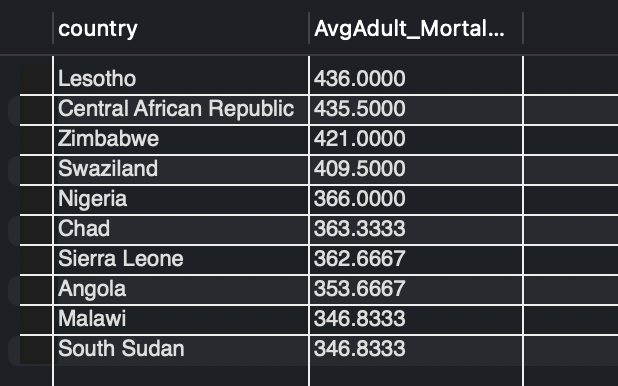 country AvgAdult_Mortal...
Lesotho 436.0000
Central African Republic 435.5000
Zimbabwe 421.0000
Swaziland 409.5000
Nigeria 366.0000
Chad 363.3333
Sierra Leone 362.6667
Angola 353.6667
Malawi 346.8333
South Sudan 346.8333